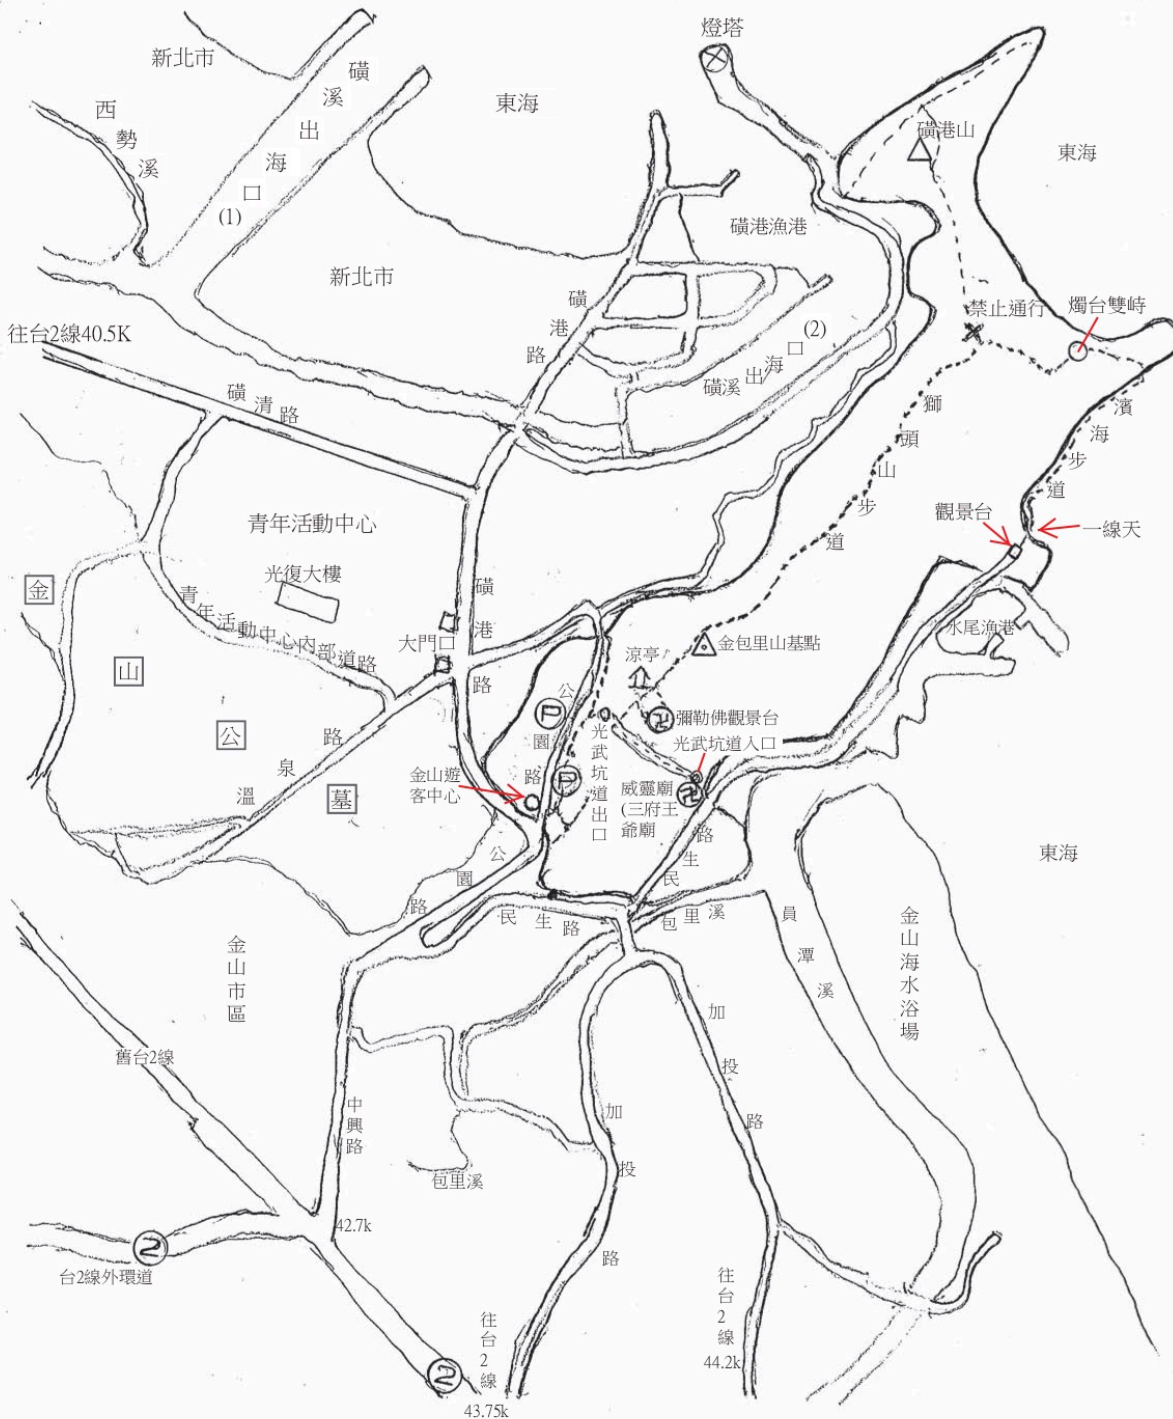 燈塔
新北市
磺溪出海口
(1)
西勢溪
東海
磺港山
東海
磺港漁港
新北市
磺港路
禁止通行
燭台雙峙
往台2線40.5K
(2)
磺溪出海口
磺清路
獅頭山步道
濱海步道
觀景台
一線天
青年活動中心
光復大樓
金
青年活動中心內部道路
磺港路
大門口
水尾漁港
金包里山基點
涼亭
山
公
墓
公園路
P
卍
彌勒佛觀景台
光武坑道入口
光武坑道出口
溫泉路
金山遊
客中心
P
威靈廟
(三府王
爺廟
卍
民生路
東海
公園路
民生路
包里溪
員潭溪
金山海水浴場
金山市區
加投路
舊台2線
中興路
加投路
包里溪
42.7k
2
台2線外環道
往台2線
44.2k
2
往台2線
43.75k